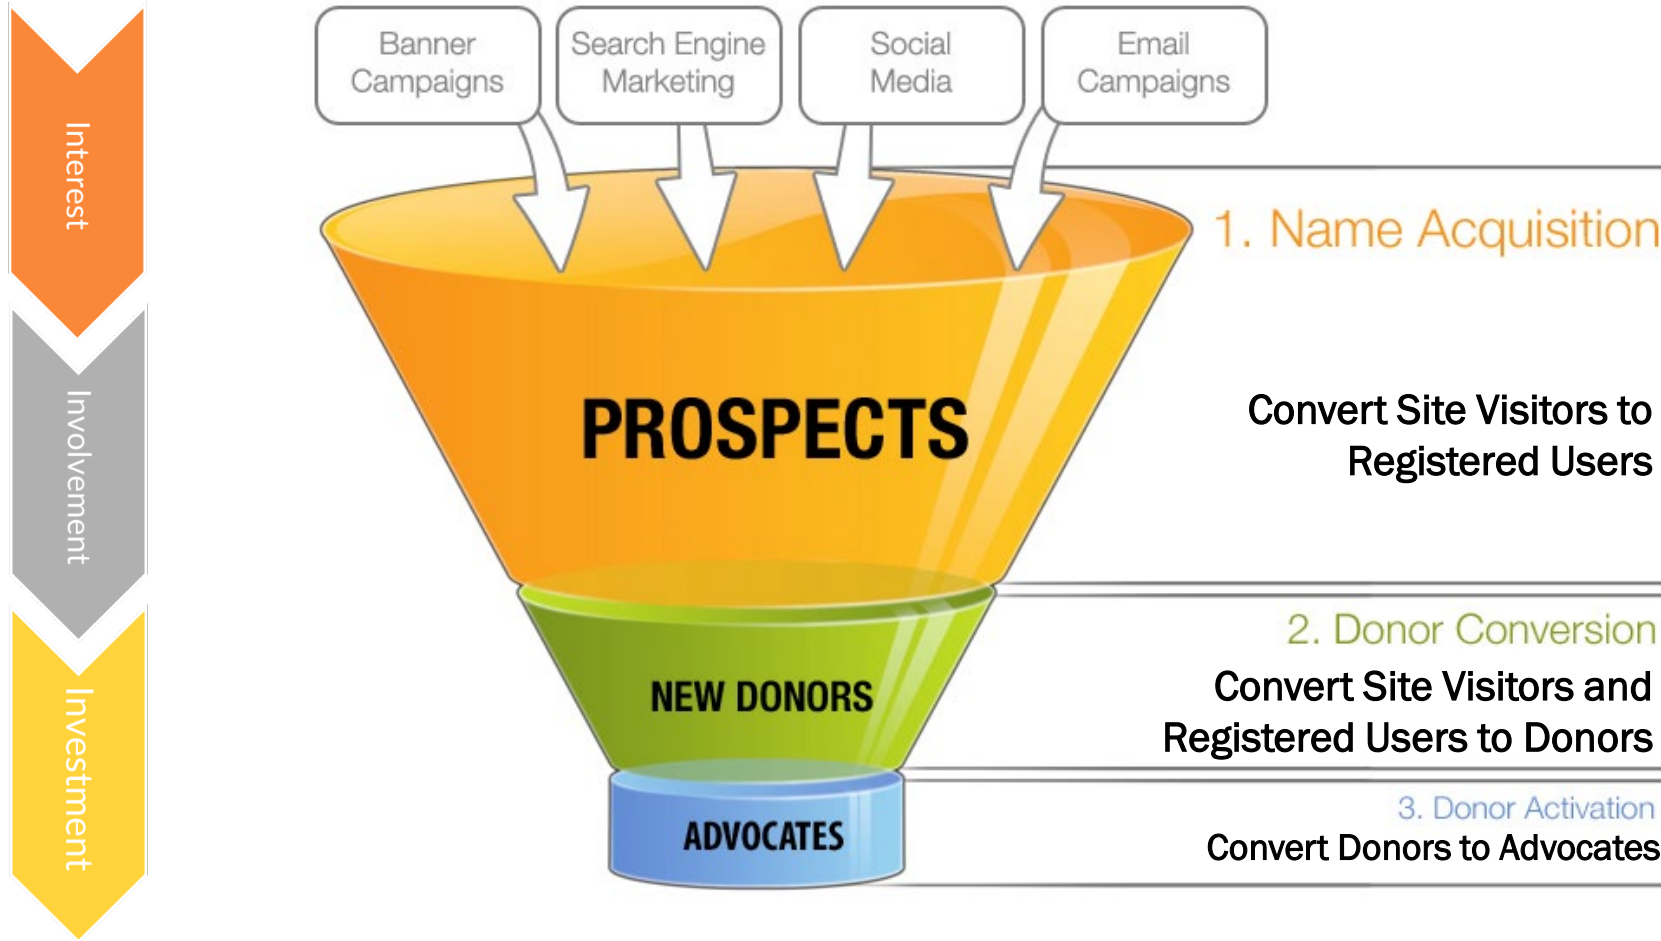 Banner
Campaigns
Search Engine
Marketing
Social
Media
Email
Campaigns
Interest
1. Name Acquisition
PROSPECTS
Convert Site Visitors to
Registered Users
Involvement
2. Donor Conversion
NEW DONORS
Convert Site Visitors and
Registered Users to Donors
Investment
3. Donor Activation
ADVOCATES
Convert Donors to Advocates